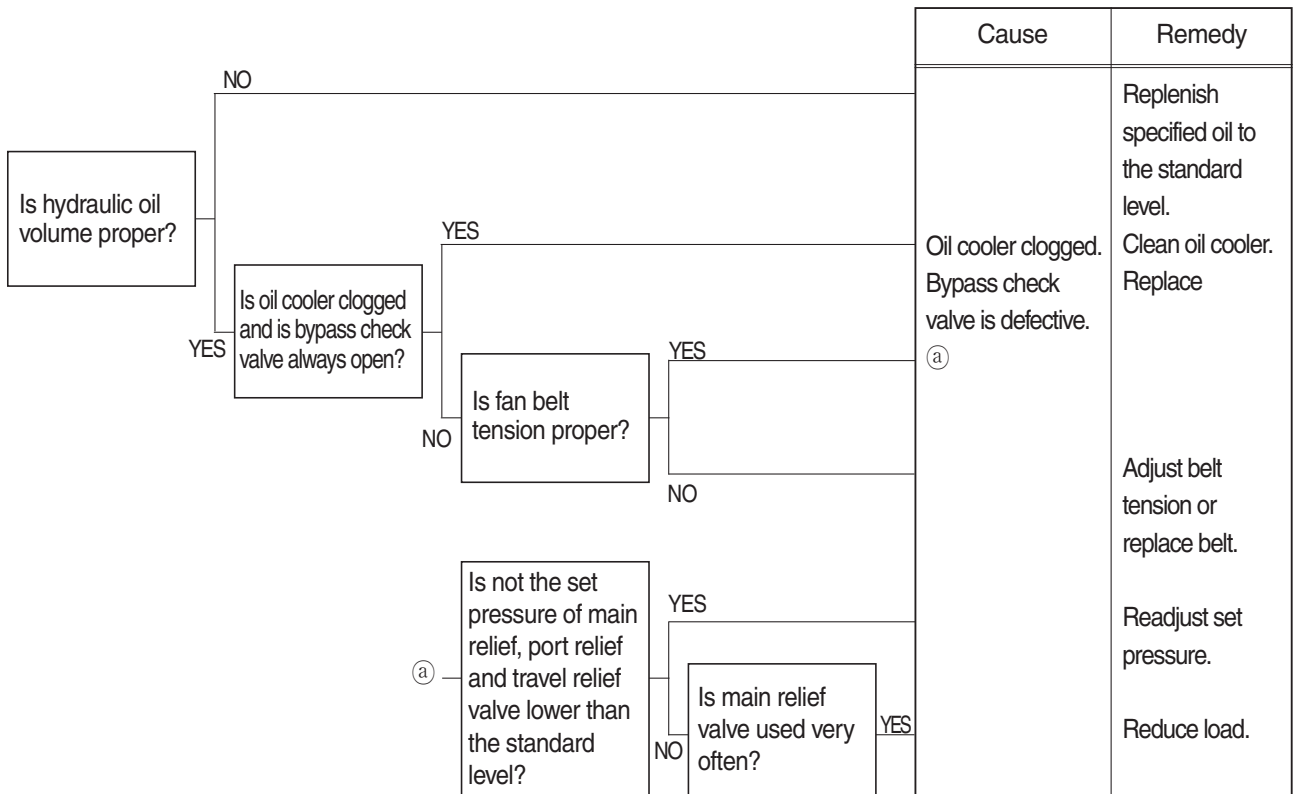 Cause
Remedy
NO
Replenish
specified oil to
the standard
level.
Is hydraulic oil
volume proper?
YES
Oil cooler clogged.
Clean oil cooler.
Bypass check
Replace
valve is defective.
YES
Is oil cooler clogged
and is bypass check
valve always open?
YES
ⓐ
NO
Is fan belt
tension proper?
NO
Adjust belt
tension or
replace belt.
ⓐ
Is not the set
pressure of main
relief, port relief
and travel relief
valve lower than
the standard
level?
YES
Readjust set
pressure.
NO
Is main relief
valve used very
often?
YES
Reduce load.